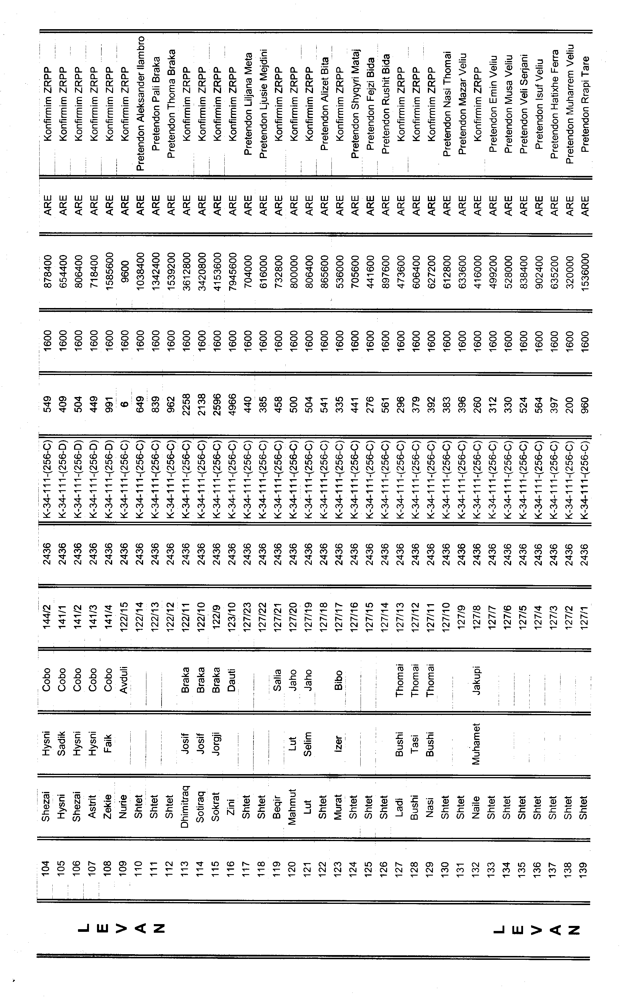 L
E
V
A
N
104 Shezai Hysni Cobo 144/2 2436 K-34-111-(256-C) 549 1600 878400 ARE Konfirmim ZRPP
105 Hysni Sadik Cobo 141/1 2436 K-34-111-(256-D) 409 1600 654400 ARE Konfirmim ZRPP
106 Shezai Hysni Cobo 141/2 2436 K-34-111-(256-D) 504 1600 806400 ARE Konfirmim ZRPP
107 Astrit Hysni Cobo 141/3 2436 K-34-111-(256-D) 449 1600 718400 ARE Konfirmim ZRPP
108 Zekie Faik Cobo 141/4 2436 K-34-111-(256-D) 991 1600 1585600 ARE Konfirmim ZRPP
109 Nurie Avduli 122/15 2436 K-34-111-(256-C) 6 1600 9600 ARE Konfirmim ZRPP
110 Shtet 122/14 2436 K-34-111-(256-C) 649 1600 1038400 ARE Pretendon Aleksander Ilambro
111 Shtet 122/13 2436 K-34-111-(256-C) 839 1600 1342400 ARE Pretendon Pali Braka
112 Shtet 122/12 2436 K-34-111-(256-C) 962 1600 1539200 ARE Pretendon Thoma Braka
113 Dhimitraq Josif Braka 122/11 2436 K-34-111-(256-C) 2258 1600 3612800 ARE Konfirmim ZRPP
114 Sotiraq Josif Braka 122/10 2436 K-34-111-(256-C) 2138 1600 3420800 ARE Konfirmim ZRPP
115 Sokrat Jorgji Braka 122/9 2436 K-34-111-(256-C) 2596 1600 4153600 ARE Konfirmim ZRPP
116 Zini Dauti 123/10 2436 K-34-111-(256-C) 4966 1600 7945600 ARE Konfirmim ZRPP
117 Shtet 127/23 2436 K-34-111-(256-C) 440 1600 704000 ARE Pretendon Liljana Meta
118 Shtet 127/22 2436 K-34-111-(256-C) 385 1600 616000 ARE Pretendon Ljusie Mejdini
119 Beqir Salia 127/21 2436 K-34-111-(256-C) 458 1600 732800 ARE Konfirmim ZRPP
120 Mahmut Lut Jaho 127/20 2436 K-34-111-(256-C) 500 1600 800000 ARE Konfirmim ZRPP
121 Lut Selim Jaho 127/19 2436 K-34-111-(256-C) 504 1600 806400 ARE Konfirmim ZRPP
122 Shtet 127/18 2436 K-34-111-(256-C) 541 1600 865600 ARE Pretendon Alizet Bita
123 Murat Izer Bibo 127/17 2436 K-34-111-(256-C) 335 1600 536000 ARE Konfirmim ZRPP
124 Shtet 127/16 2436 K-34-111-(256-C) 441 1600 705600 ARE Pretendon Shyqyri Mataj
125 Shtet 127/15 2436 K-34-111-(256-C) 276 1600 441600 ARE Pretendon Fejzi Bida
126 Shtet 127/14 2436 K-34-111-(256-C) 561 1600 897600 ARE Pretendon Rushit Bida
127 Ladi Bushi Thomai 127/13 2436 K-34-111-(256-C) 296 1600 473600 ARE Konfirmim ZRPP
128 Bushi Tasi Thomai 127/12 2436 K-34-111-(256-C) 379 1600 606400 ARE Konfirmim ZRPP
129 Nasi Bushi Thomai 127/11 2436 K-34-111-(256-C) 392 1600 627200 ARE Konfirmim ZRPP
130 Shtet 127/10 2436 K-34-111-(256-C) 383 1600 612800 ARE Pretendon Nasi Thomai
131 Shtet 127/9 2436 K-34-111-(256-C) 396 1600 633600 ARE Pretendon Mazar Veliu
132 Naile Muhamet Jakupi 127/8 2436 K-34-111-(256-C) 260 1600 416000 ARE Konfirmim ZRPP
133 Shtet 127/7 2436 K-34-111-(256-C) 312 1600 499200 ARE Pretendon Emin Veliu
134 Shtet 127/6 2436 K-34-111-(256-C) 330 1600 528000 ARE Pretendon Musa Veliu
135 Shtet 127/5 2436 K-34-111-(256-C) 524 1600 838400 ARE Pretendon Veli Serjani
136 Shtet 127/4 2436 K-34-111-(256-C) 564 1600 902400 ARE Pretendon Isuf Veliu
137 Shtet 127/3 2436 K-34-111-(256-C) 397 1600 635200 ARE Pretendon Hatixhe Ferra
138 Shtet 127/2 2436 K-34-111-(256-C) 200 1600 320000 ARE Pretendon Muharrem Veliu
139 Shtet 127/1 2436 K-34-111-(256-C) 960 1600 1536000 ARE Pretendon Rrapi Tare
L
E
V
A
N